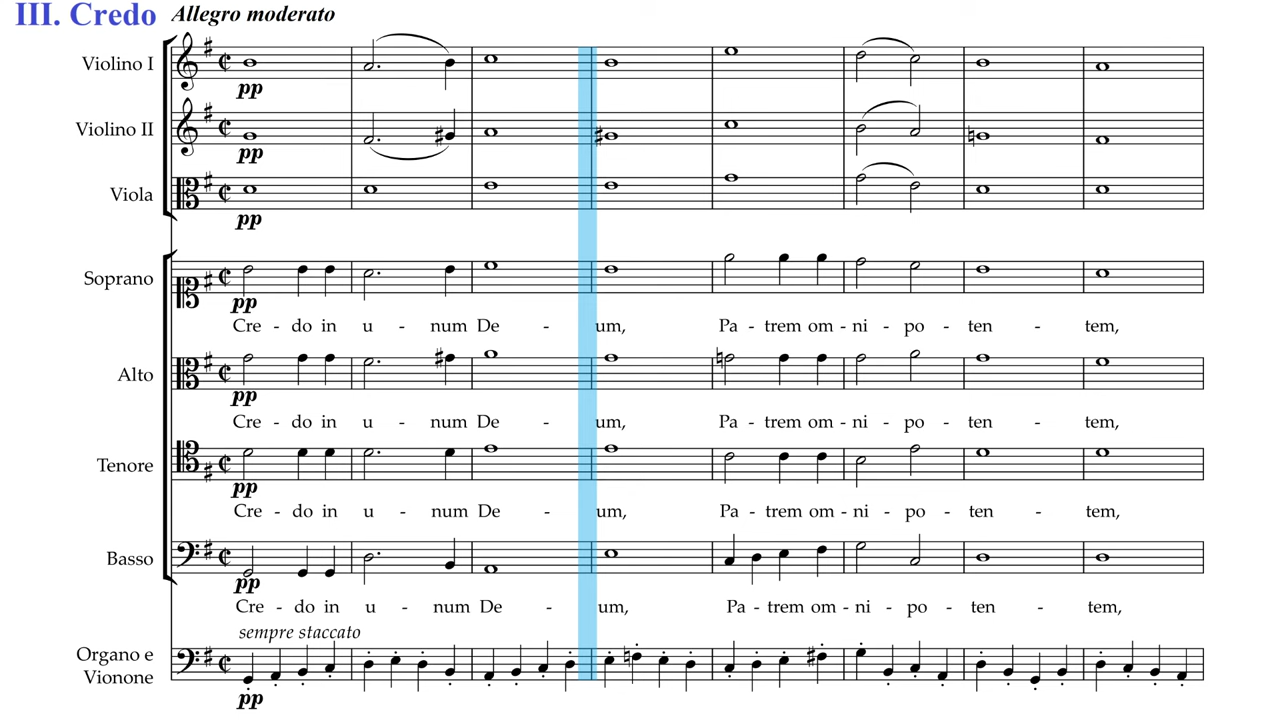 III. Credo Allegro moderato
Violino I
pp
Violino II
pp
Viola
pp
Soprano
pp
Cre - do in u - num De - um, Pa - trem om - ni - po - ten - tem,
Alto
pp
Cre - do in u - num De - um, Pa - trem om - ni - po - ten - tem,
Tenore
pp
Cre - do in u - num De - um, Pa - trem om - ni - po - ten - tem,
Basso
pp
Cre - do in u - num De - um, Pa - trem om - ni - po - ten - tem,
sempre staccato
Organo e
Vionone
pp